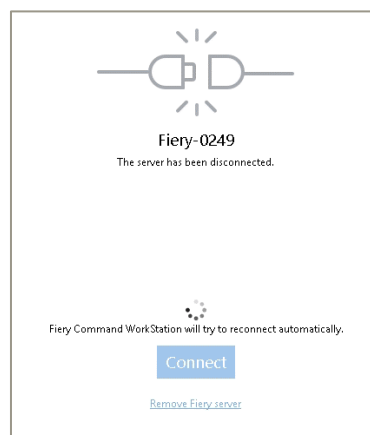 Fiery-0249
The server has been disconnected.
Fiery Command WorkStation will try to reconnect automatically.
Connect
Remove Fiery server